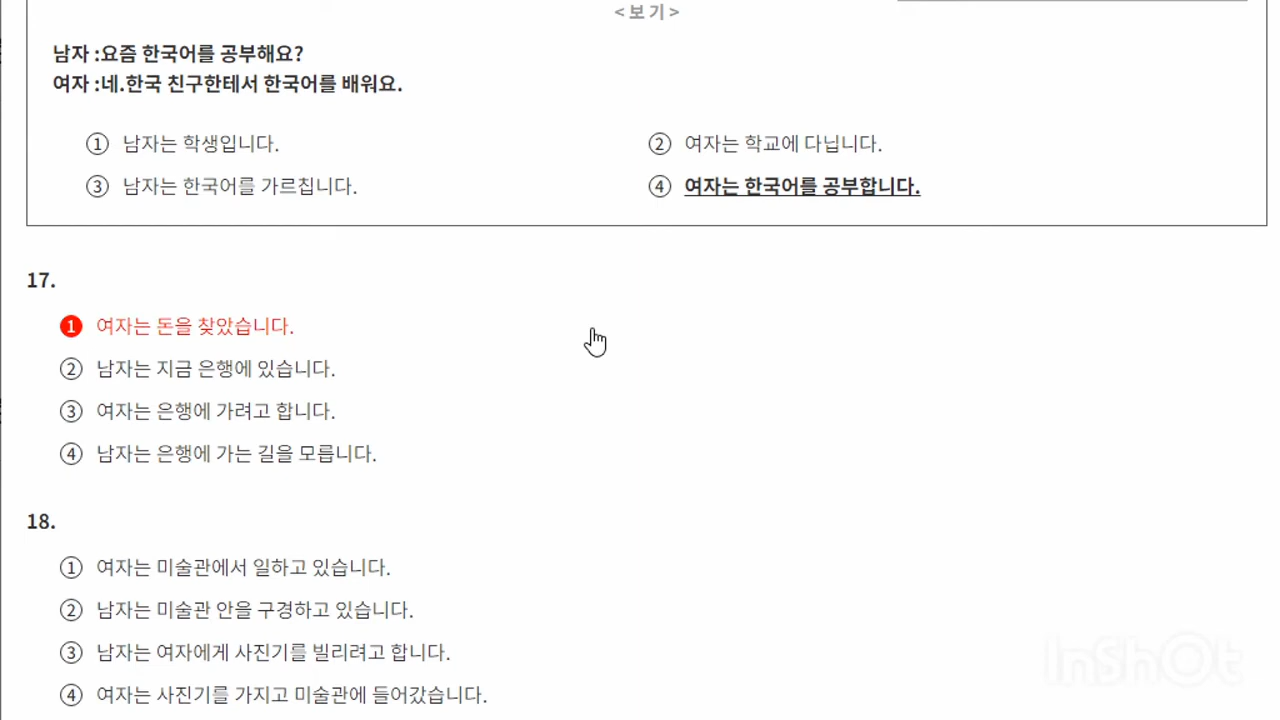 <보기>
남자 :요즘 한국어를 공부해요?
여자 :네.한국 친구한테서 한국어를 배워요.
① 남자는 학생입니다. ② 여자는 학교에 다닙니다.
③ 남자는 한국어를 가르칩니다. ④ 여자는 한국어를 공부합니다.
17.
❶ 여자는 돈을 찾았습니다.
② 남자는 지금 은행에 있습니다.
③ 여자는 은행에 가려고 합니다.
④ 남자는 은행에 가는 길을 모릅니다.
18.
① 여자는 미술관에서 일하고 있습니다.
② 남자는 미술관 안을 구경하고 있습니다.
③ 남자는 여자에게 사진기를 빌리려고 합니다.
④ 여자는 사진기를 가지고 미술관에 들어갔습니다.
InShOt